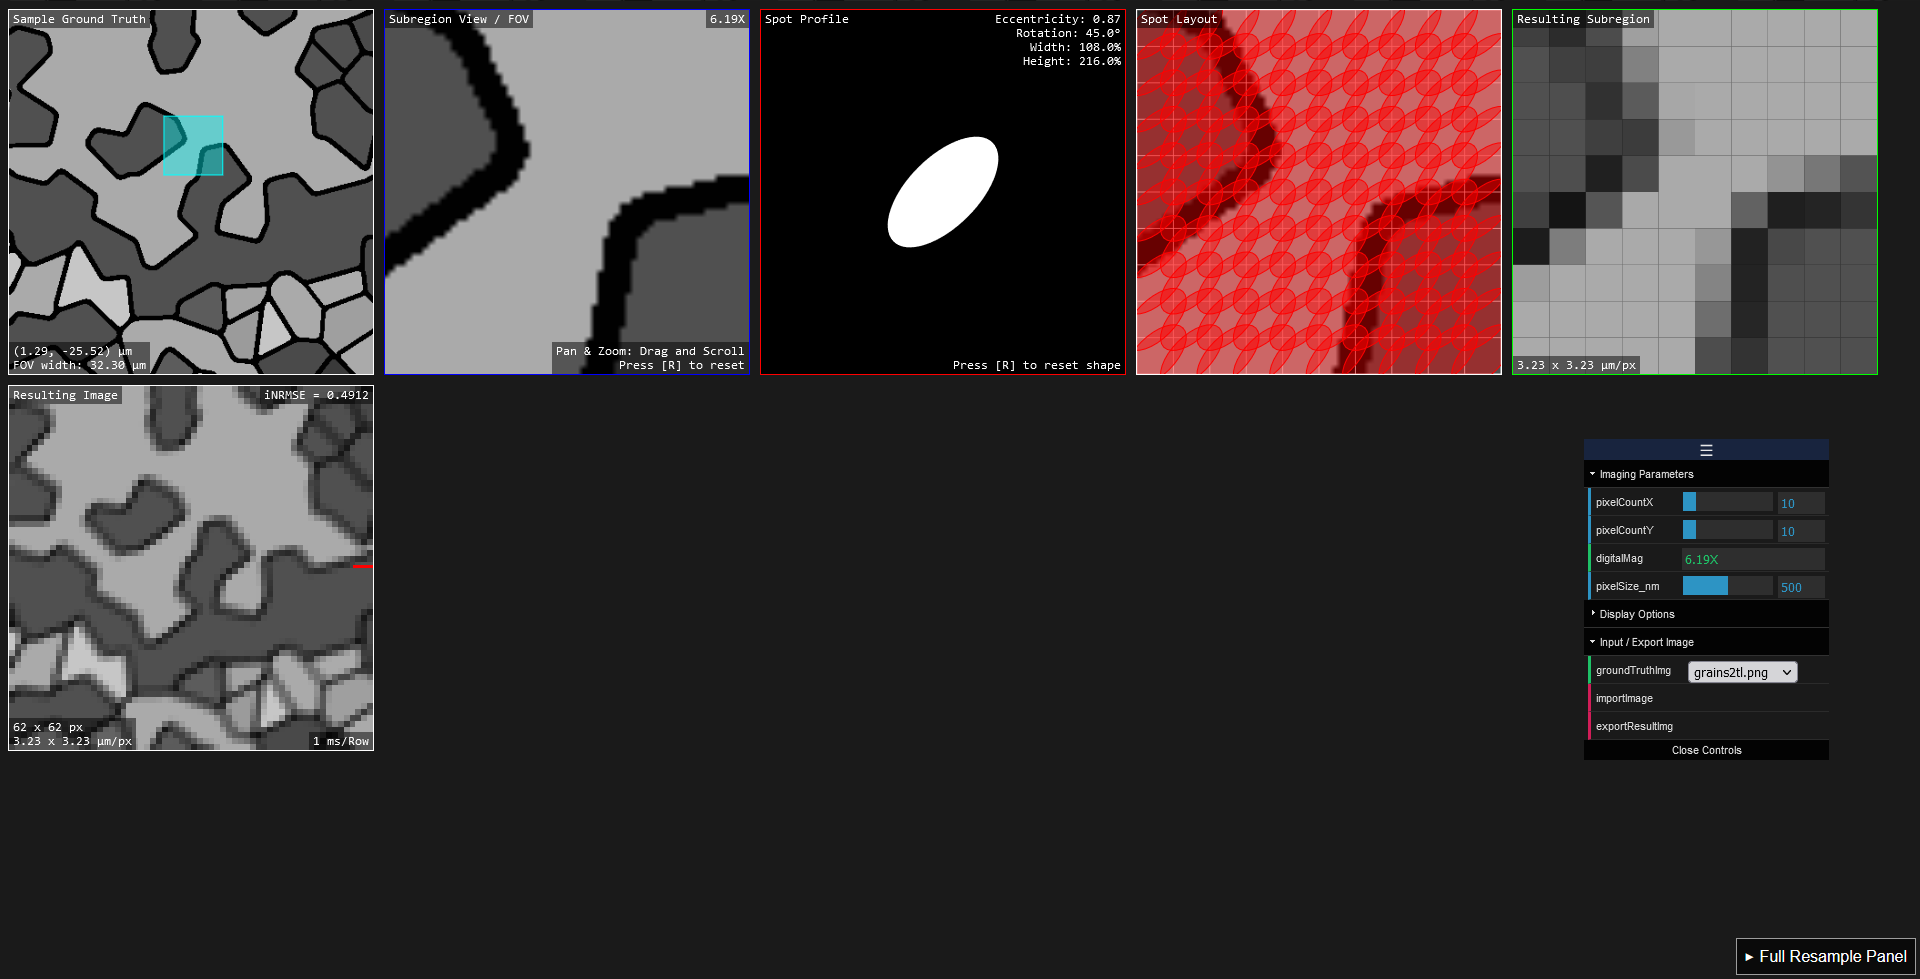 Sample Ground Truth
(1.29, -25.52) µm
FOV width: 32.30 µm
Subregion View / FOV
6.19X
Pan & Zoom: Drag and Scroll
Press [R] to reset
Spot Profile
Eccentricity: 0.87
Rotation: 45.0°
Width: 108.0%
Height: 216.0%
Press [R] to reset shape
Spot Layout
Resulting Subregion
3.23 x 3.23 µm/px
Resulting Image
iNRMSE = 0.4912
62 x 62 px
3.23 x 3.23 µm/px
1 ms/Row
Imaging Parameters
pixelCountX 10
pixelCountY 10
digitalMag 6.19X
pixelSize_nm 500
Display Options
Input / Export Image
groundTruthImg grains2tl.png
importImage
exportResultImg
Close Controls
► Full Resample Panel